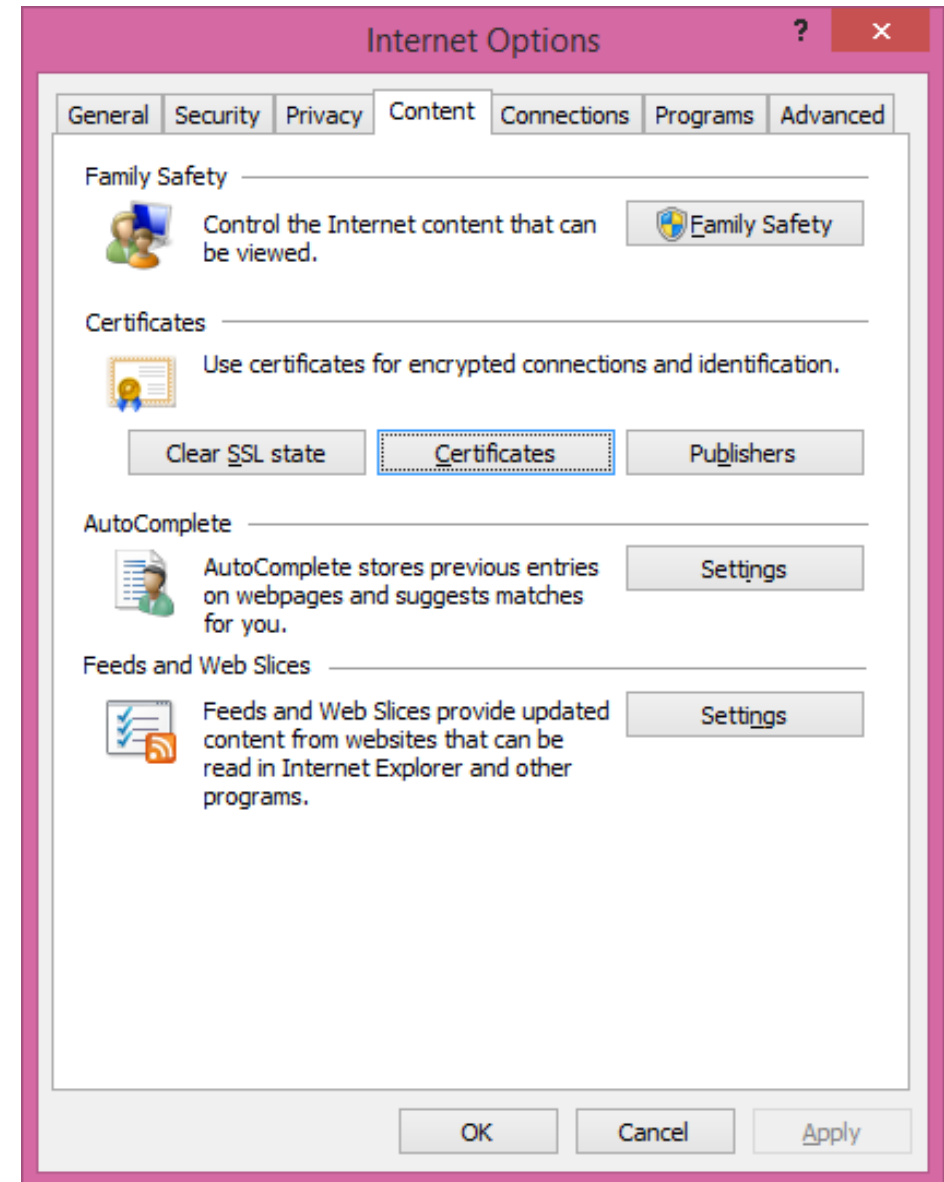 Internet Options
?
×
General Security Privacy Content Connections Programs Advanced
Family Safety
Control the Internet content that can
be viewed.
Family Safety
Certificates
Use certificates for encrypted connections and identification.
Clear SSL state
Certificates
Publishers
AutoComplete
AutoComplete stores previous entries
on webpages and suggests matches
for you.
Settings
Feeds and Web Slices
Feeds and Web Slices provide updated
content from websites that can be
read in Internet Explorer and other
programs.
Settings
OK
Cancel
Apply